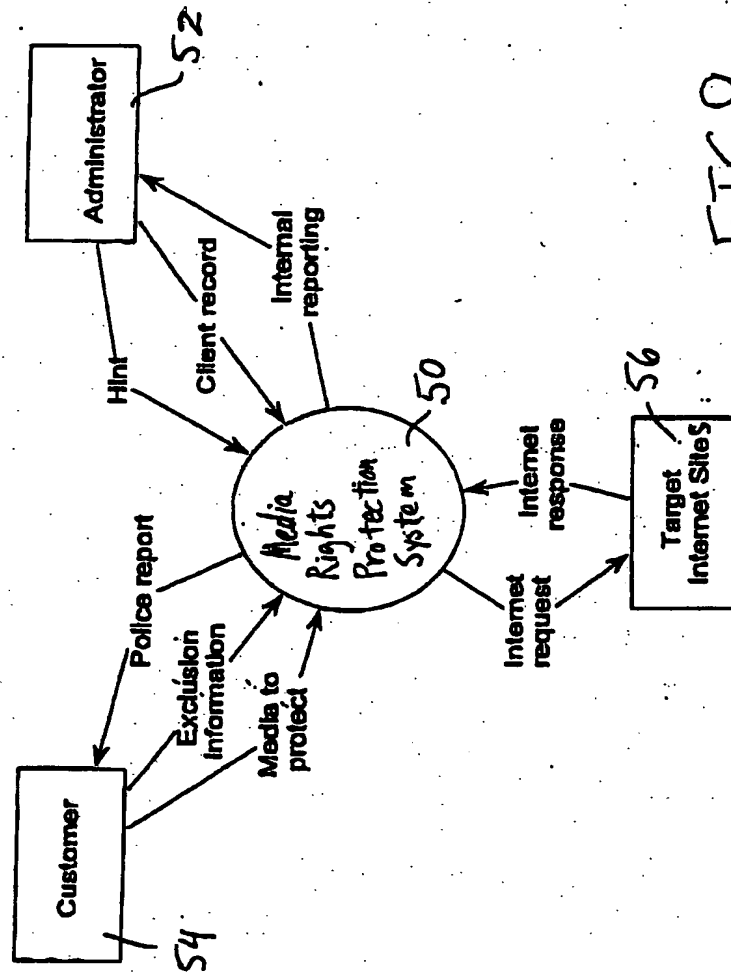 Customer
54
Administrator
52
Police report
Exclusion
Information
Media to
protect
Hint
Client record
Internal
reporting
Media
Rights
Protection
System
50
Internet
request
Internet
response
Target
Internet Sites
56
FIG